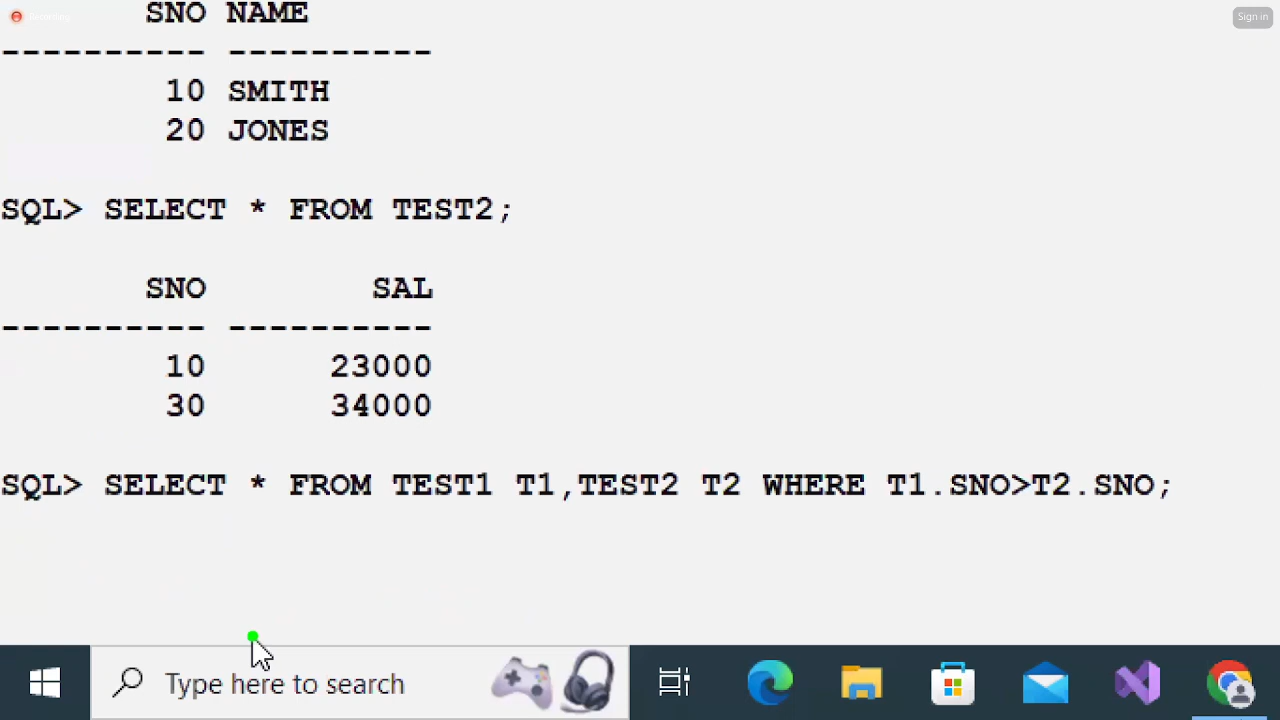 Recording
Sign in
SNO NAME
---------- ----------
10 SMITH
20 JONES
SQL> SELECT * FROM TEST2;
SNO SAL
---------- ----------
10 23000
30 34000
SQL> SELECT * FROM TEST1 T1,TEST2 T2 WHERE T1.SNO>T2.SNO;
Type here to search